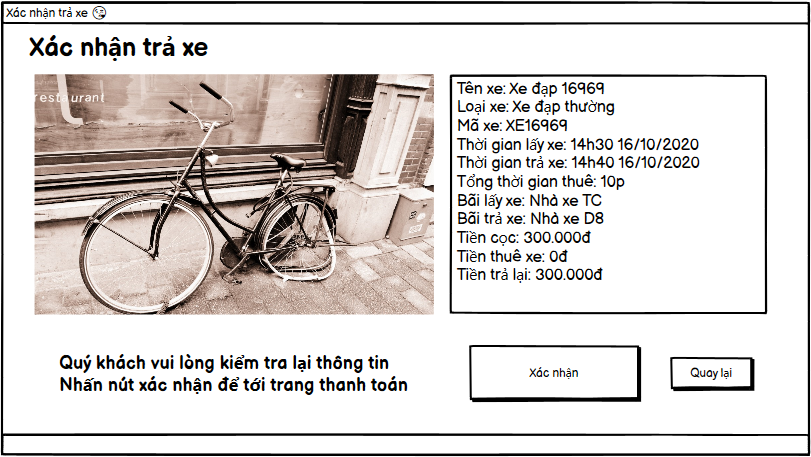 Xác nhận trả xe
Xác nhận trả xe
restaurant
Tên xe: Xe đạp 16969
Loại xe: Xe đạp thường
Mã xe: XE16969
Thời gian lấy xe: 14h30 16/10/2020
Thời gian trả xe: 14h40 16/10/2020
Tổng thời gian thuê: 10p
Bãi lấy xe: Nhà xe TC
Bãi trả xe: Nhà xe D8
Tiền cọc: 300.000đ
Tiền thuê xe: 0đ
Tiền trả lại: 300.000đ
Quý khách vui lòng kiểm tra lại thông tin
Nhấn nút xác nhận để tới trang thanh toán
Xác nhận
Quay lại